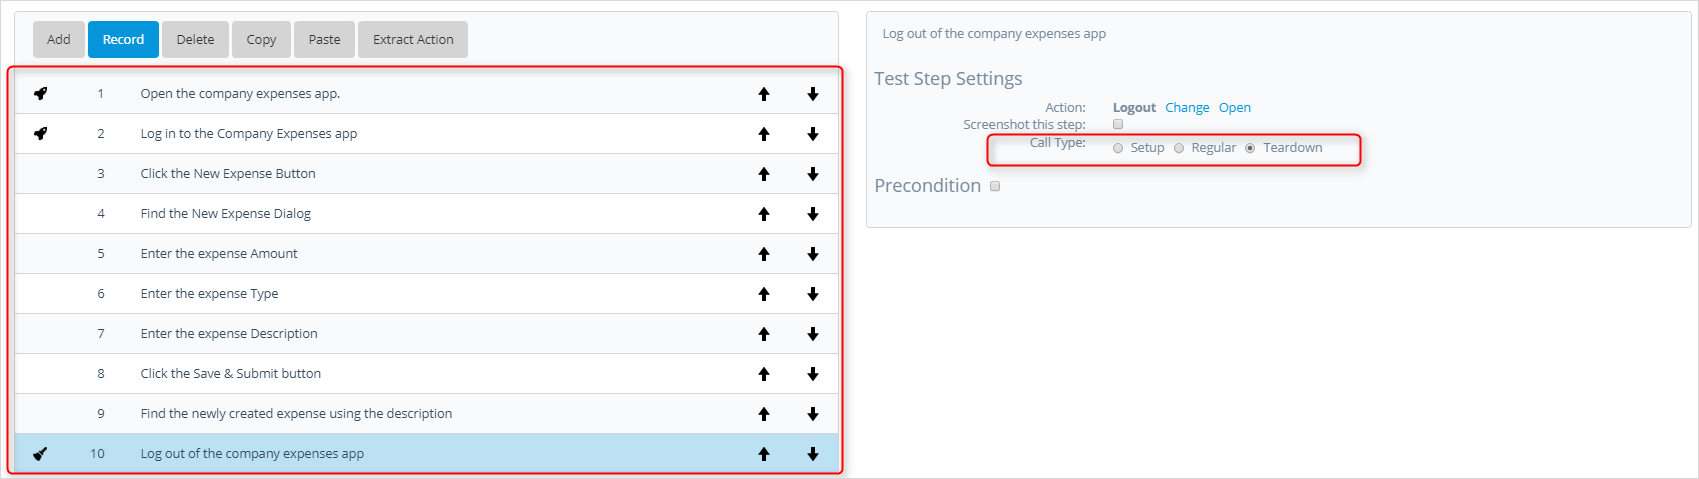 Add Record Delete Copy Paste Extract Action
1 Open the company expenses app.
2 Log in to the Company Expenses app
3 Click the New Expense Button
4 Find the New Expense Dialog
5 Enter the expense Amount
6 Enter the expense Type
7 Enter the expense Description
8 Click the Save & Submit button
9 Find the newly created expense using the description
10 Log out of the company expenses app
Log out of the company expenses app
Test Step Settings
Action: Logout Change Open
Screenshot this step:
Call Type: Setup Regular Teardown
Precondition